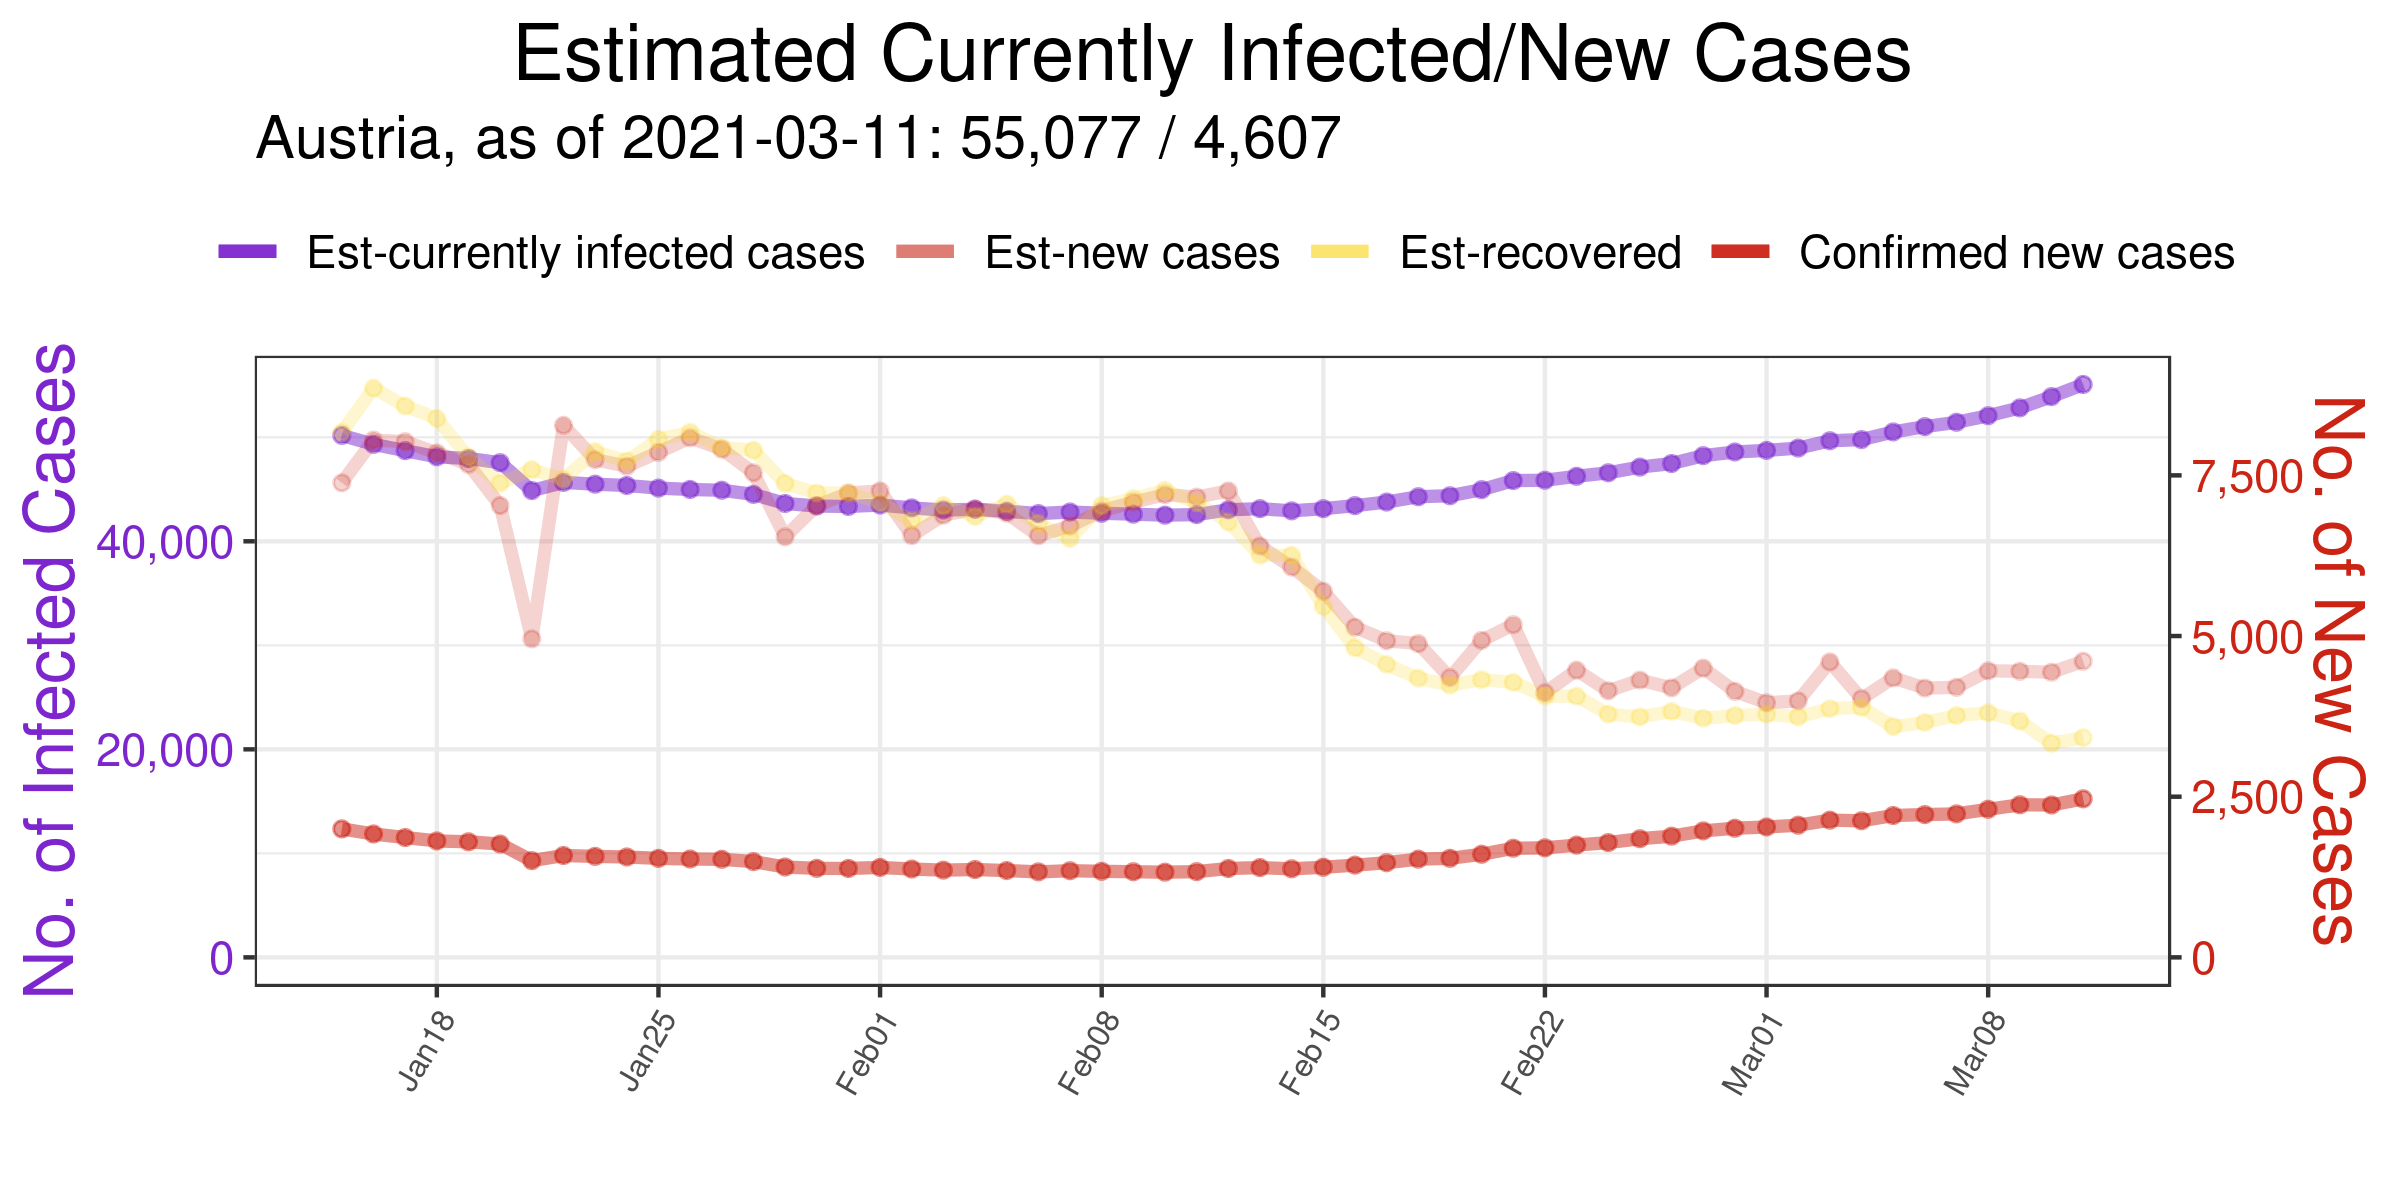 Estimated Currently Infected/New Cases
Austria, as of 2021-03-11: 55,077 / 4,607
Est-currently infected cases Est-new cases Est-recovered Confirmed new cases
No. of Infected Cases
40,000
20,000
0
7,500
5,000
2,500
0
No. of New Cases
Jan18 Jan25 Feb01 Feb08 Feb15 Feb22 Mar01 Mar08